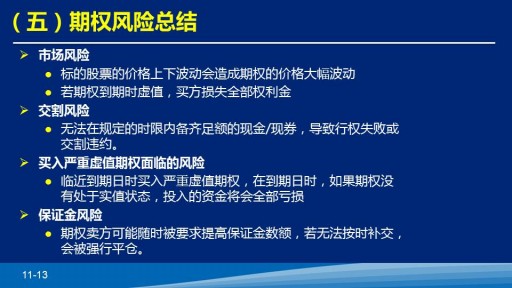 （五）期权风险总结
市场风险
标的股票的价格上下波动会造成期权的价格大幅波动
若期权到期时虚值，买方损失全部权利金
交割风险
无法在规定的时限内备齐足额的现金/现券，导致行权失败或
交割违约。
买入严重虚值期权面临的风险
临近到期日时买入严重虚值期权，在到期日时，如果期权没
有处于实值状态，投入的资金将会全部亏损
保证金风险
期权卖方可能随时被要求提高保证金数额，若无法按时补交，
会被强行平仓。
11-13